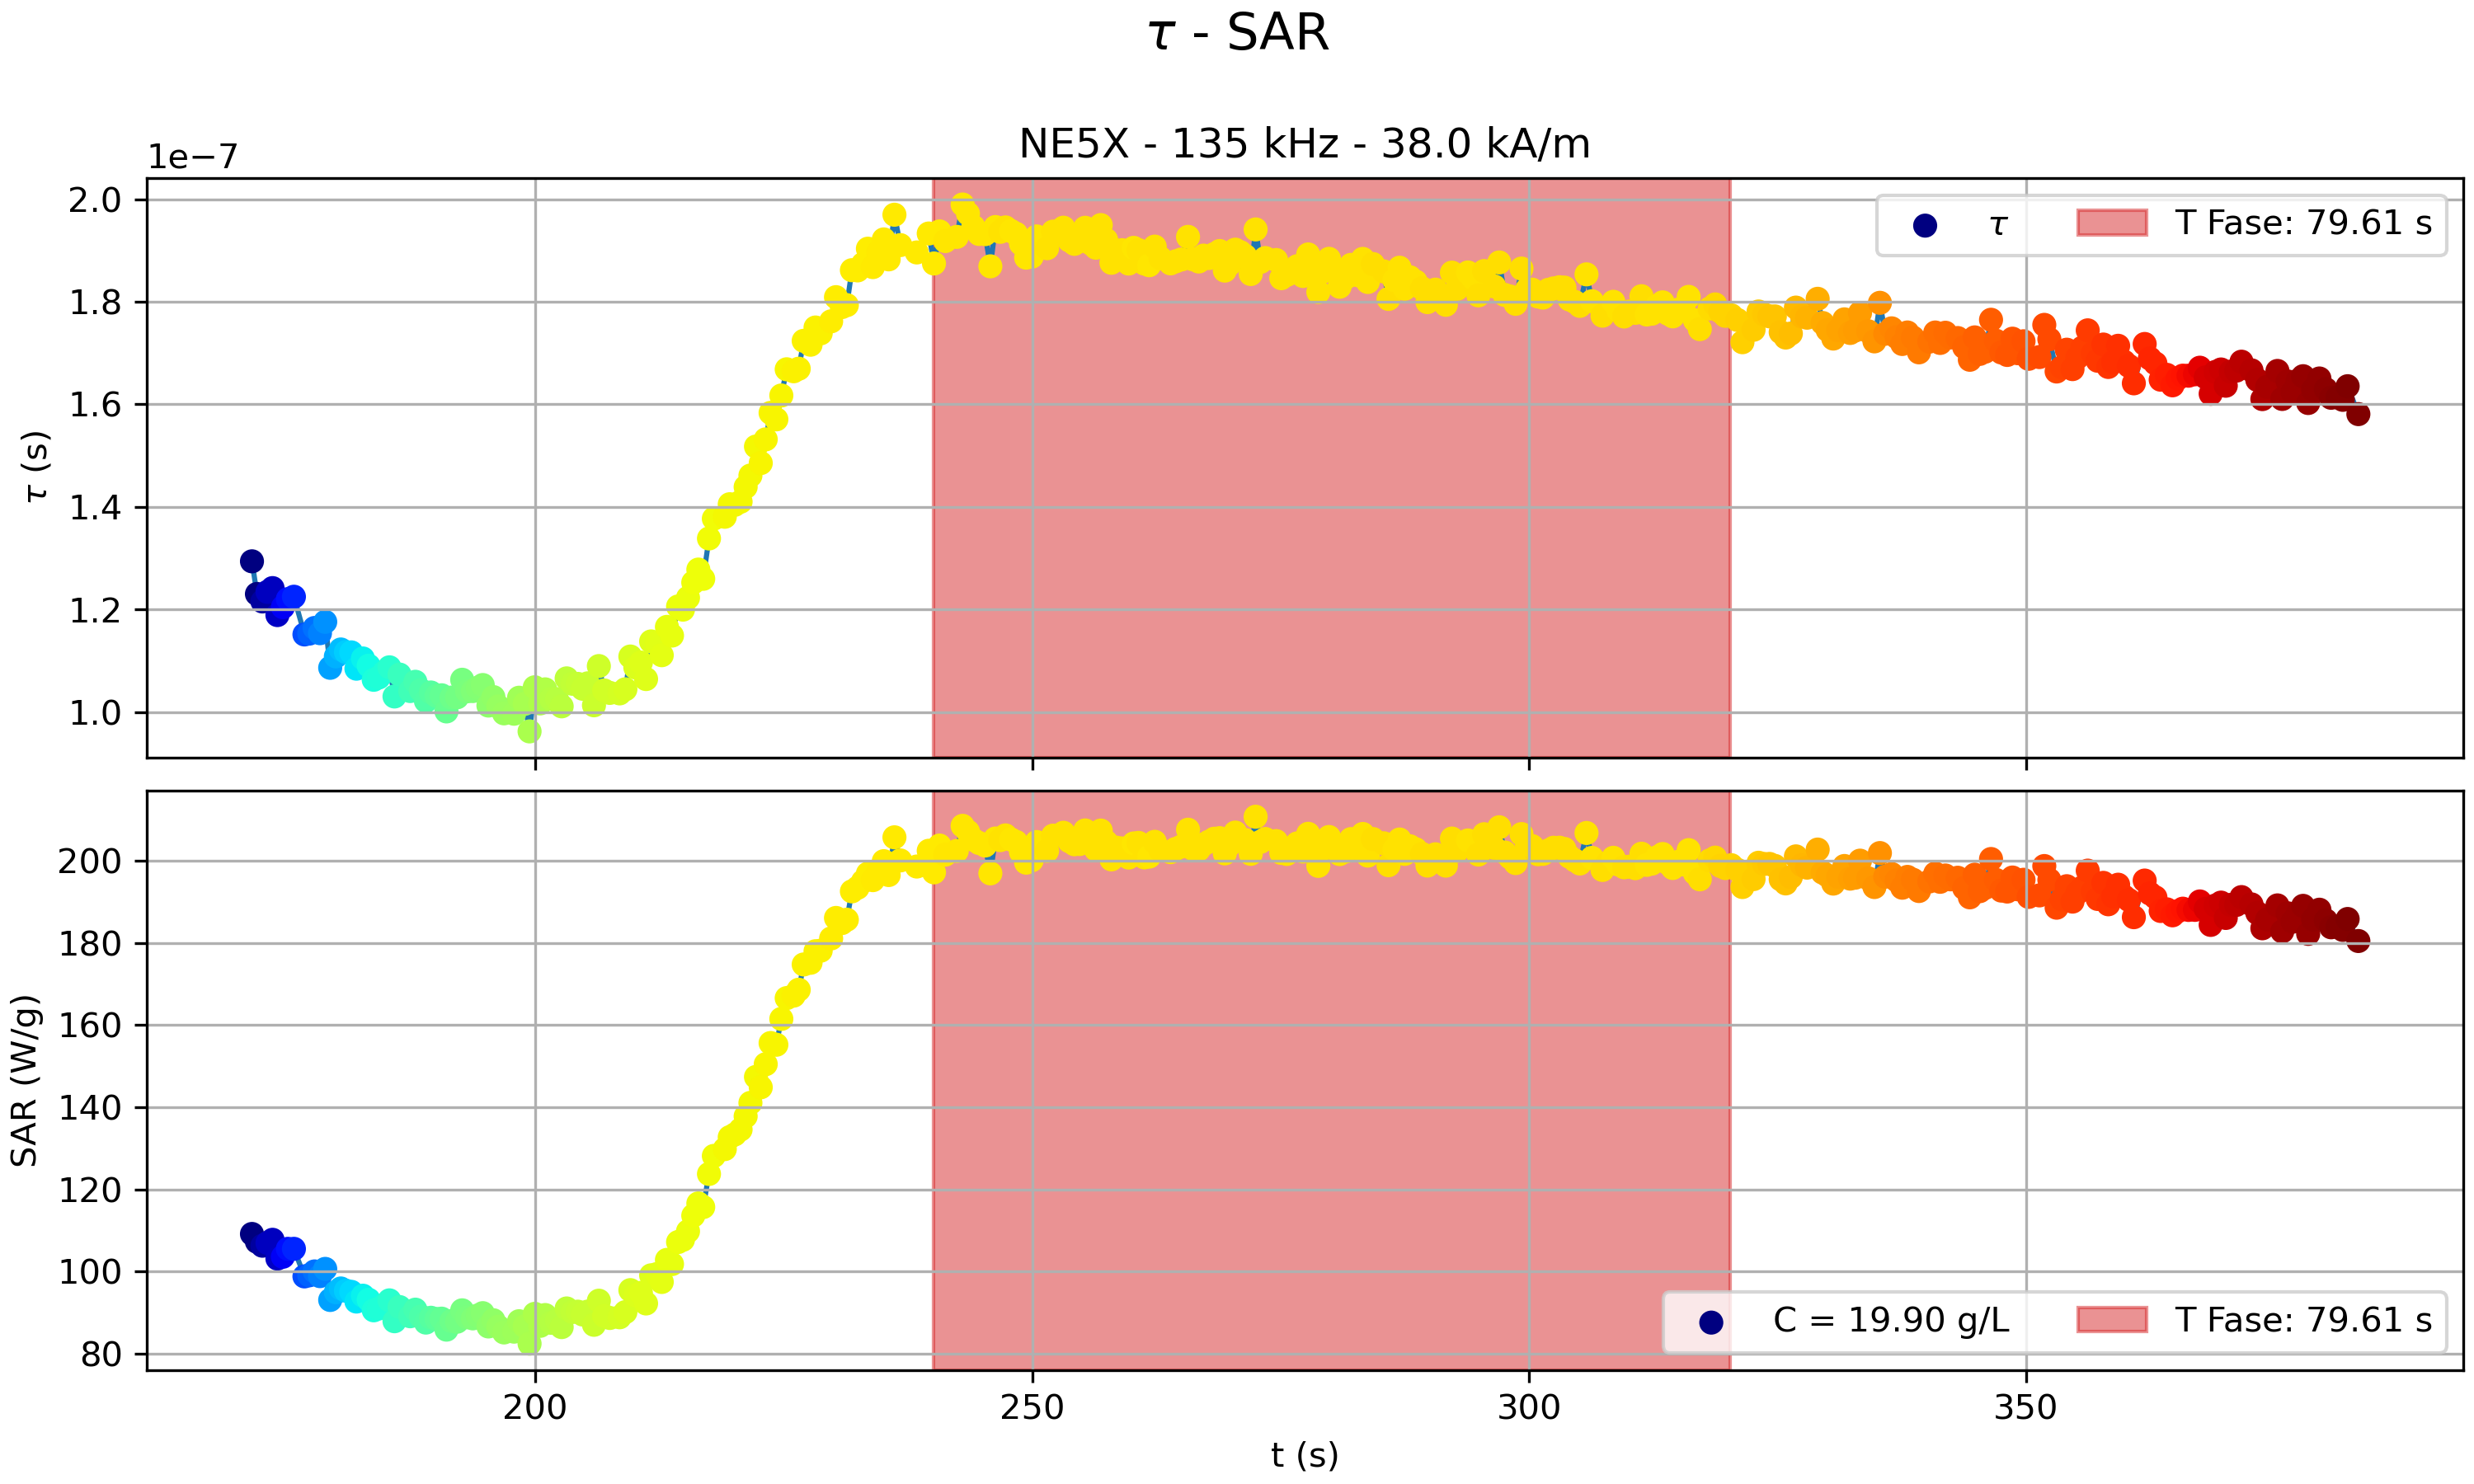 τ - SAR
NE5X - 135 kHz - 38.0 kA/m
1e−7
2.0
1.8
1.6
1.4
1.2
1.0
τ (s)
τ
T Fase: 79.61 s
200
180
160
140
120
100
80
SAR (W/g)
C = 19.90 g/L
T Fase: 79.61 s
200
250
300
350
t (s)